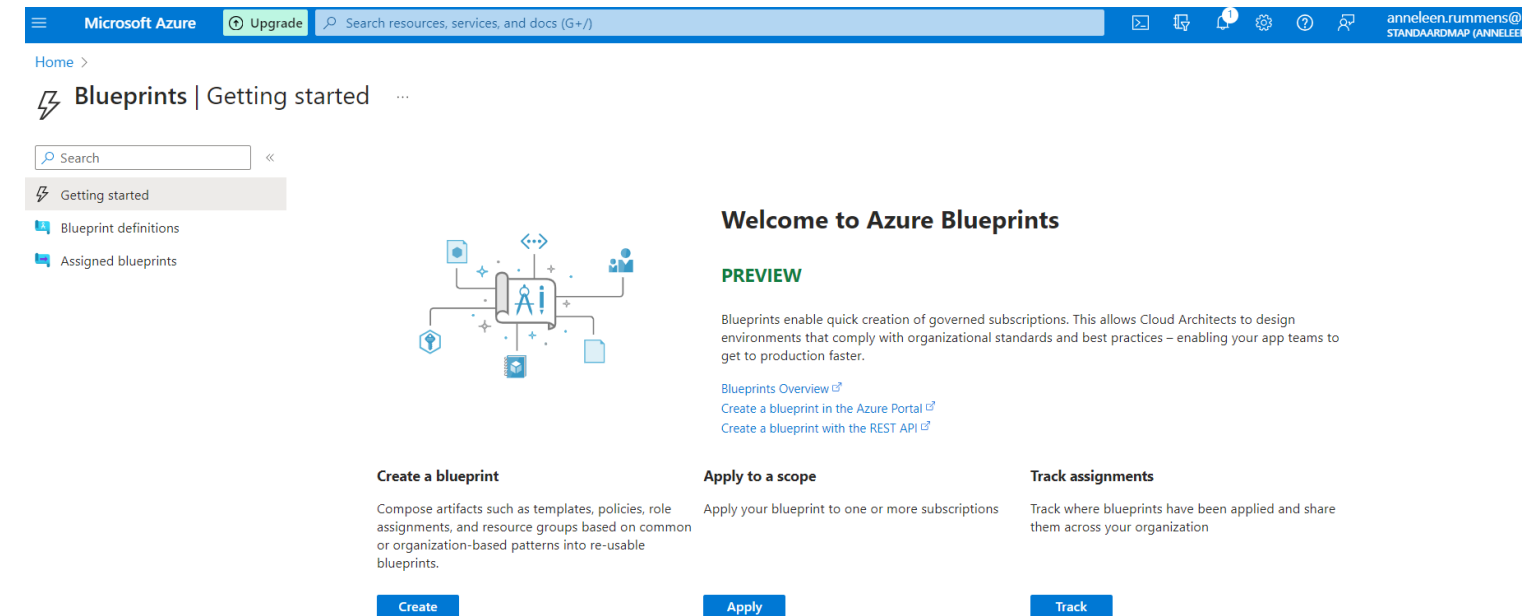 Microsoft Azure
Upgrade
Search resources, services, and docs (G+/)
1
anneleen.rummens@
STANDAARDMAP (ANNELEE
Home >
Blueprints | Getting started ...
Search «
Getting started
Blueprint definitions
Assigned blueprints
Welcome to Azure Blueprints
PREVIEW
Blueprints enable quick creation of governed subscriptions. This allows Cloud Architects to design
environments that comply with organizational standards and best practices – enabling your app teams to
get to production faster.
Blueprints Overview
Create a blueprint in the Azure Portal
Create a blueprint with the REST API
Create a blueprint
Compose artifacts such as templates, policies, role
assignments, and resource groups based on common
or organization-based patterns into re-usable
blueprints.
Create
Apply to a scope
Apply your blueprint to one or more subscriptions
Apply
Track assignments
Track where blueprints have been applied and share
them across your organization
Track